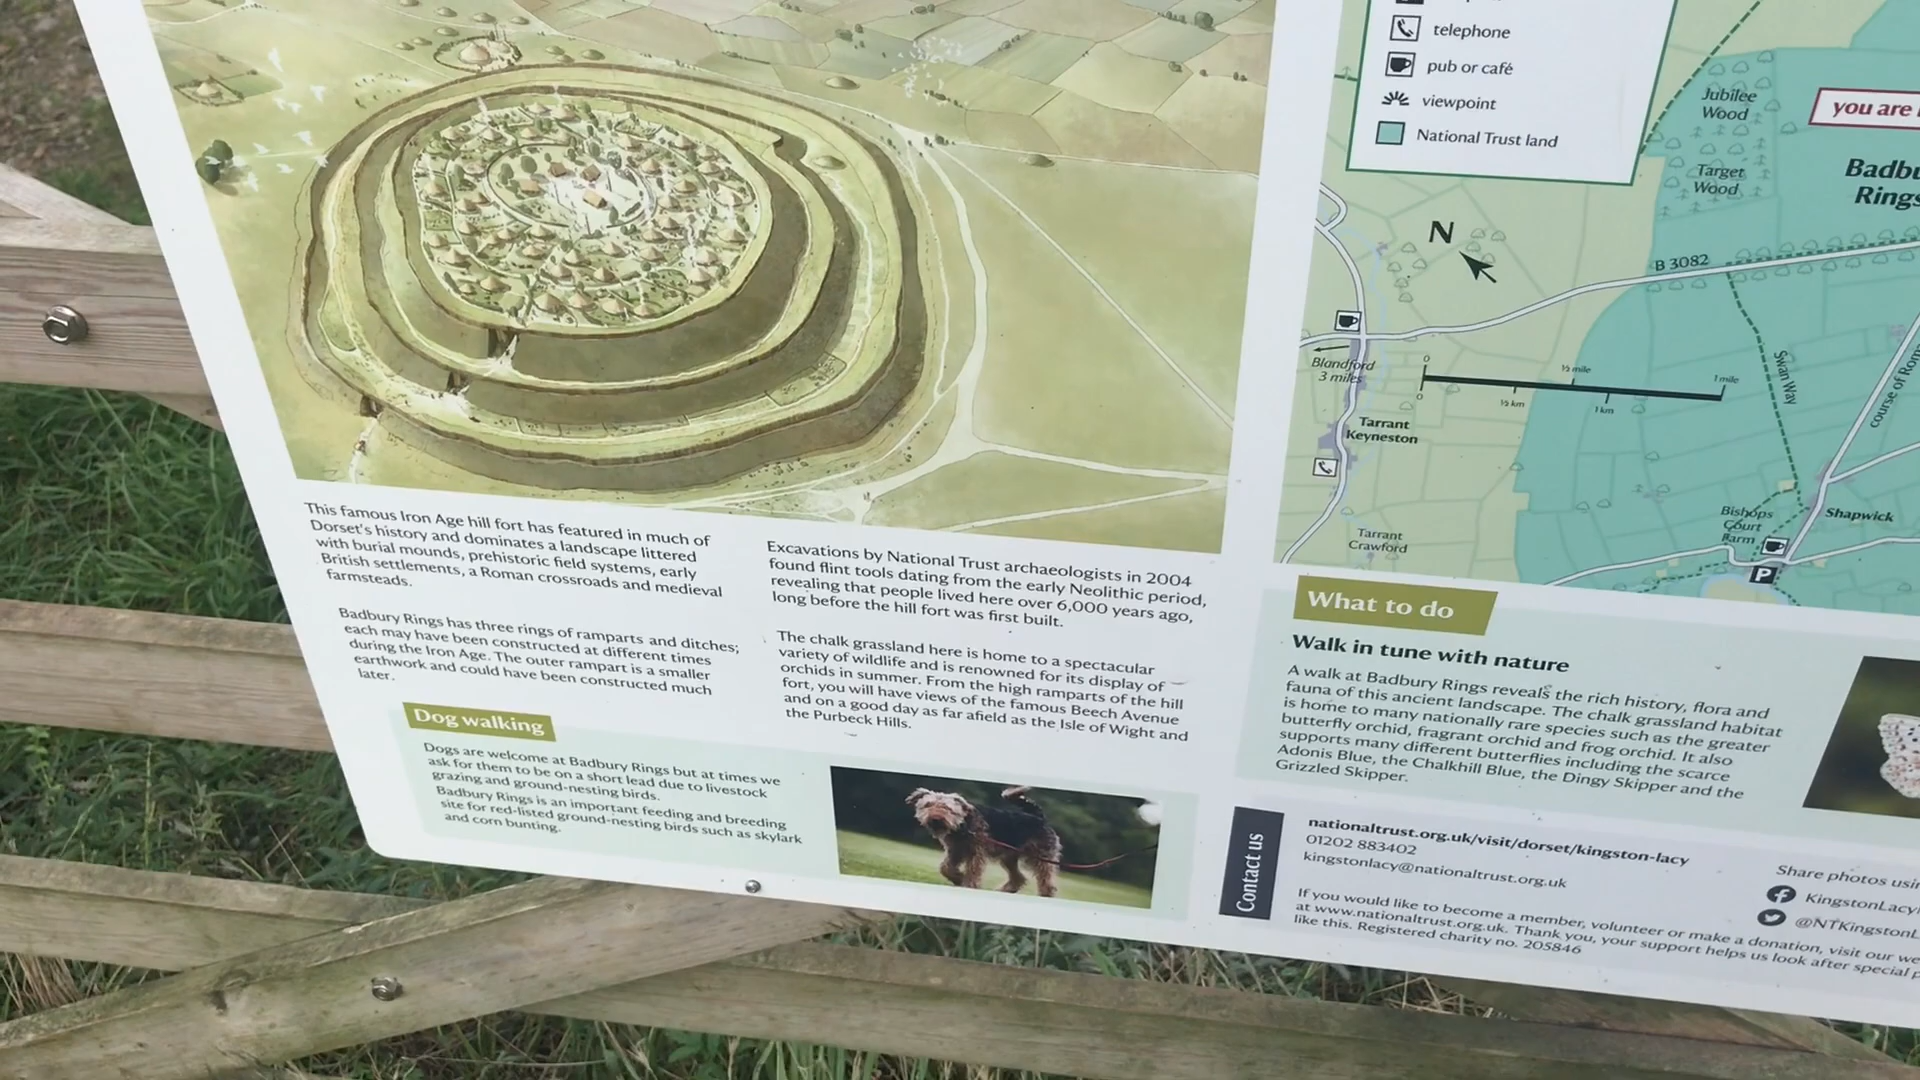 This famous Iron Age hill fort has featured in much of
Dorset's history and dominates a landscape littered
with burial mounds, prehistoric field systems, early
British settlements, a Roman crossroads and medieval
farmsteads.
Badbury Rings has three rings of ramparts and ditches;
each may have been constructed at different times
during the Iron Age. The outer rampart is a smaller
earthwork and could have been constructed much
later.
Dog walking
Dogs are welcome at Badbury Rings but at times we
ask for them to be on a short lead due to livestock
grazing and ground-nesting birds.
Badbury Rings is an important feeding and breeding
site for red-listed ground-nesting birds such as skylark
and corn bunting.
Excavations by National Trust archaeologists in 2004
found flint tools dating from the early Neolithic period,
revealing that people lived here over 6,000 years ago,
long before the hill fort was first built.
The chalk grassland here is home to a spectacular
variety of wildlife and is renowned for its display of
orchids in summer. From the high ramparts of the hill
fort, you will have views of the famous Beech Avenue
and on a good day as far afield as the Isle of Wight and
the Purbeck Hills.
telephone
pub or café
viewpoint
National Trust land
Jubilee
Wood
you are
Target
Wood
Badbu
Rings
N
B 3082
Blandford
3 miles
0
½ mile
1 mile
0
½ km
1 km
Swan Way
course of Rom
Tarrant
Keyneston
Tarrant
Crawford
Bishops
Court
Farm
Shapwick
P
What to do
Walk in tune with nature
A walk at Badbury Rings reveals the rich history, flora and
fauna of this ancient landscape. The chalk grassland habitat
is home to many nationally rare species such as the greater
butterfly orchid, fragrant orchid and frog orchid. It also
supports many different butterflies including the scarce
Adonis Blue, the Chalkhill Blue, the Dingy Skipper and the
Grizzled Skipper.
Contact us
nationaltrust.org.uk/visit/dorset/kingston-lacy
01202 883402
kingstonlacy@nationaltrust.org.uk
If you would like to become a member, volunteer or make a donation, visit our we
at www.nationaltrust.org.uk. Thank you, your support helps us look after special p
like this. Registered charity no. 205846
Share photos usin
KingstonLacy
@NTKingstonL